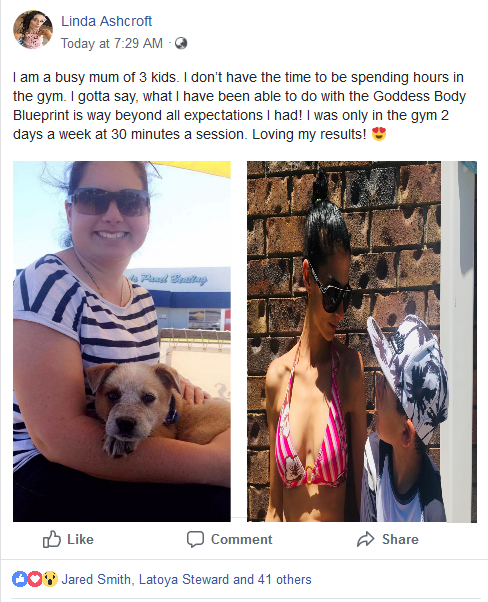 Linda Ashcroft
Today at 7:29 AM ·
I am a busy mum of 3 kids. I don't have the time to be spending hours in
the gym. I gotta say, what I have been able to do with the Goddess Body
Blueprint is way beyond all expectations I had! I was only in the gym 2
days a week at 30 minutes a session. Loving my results! 😍
Like
Comment
Share
Jared Smith, Latoya Steward and 41 others